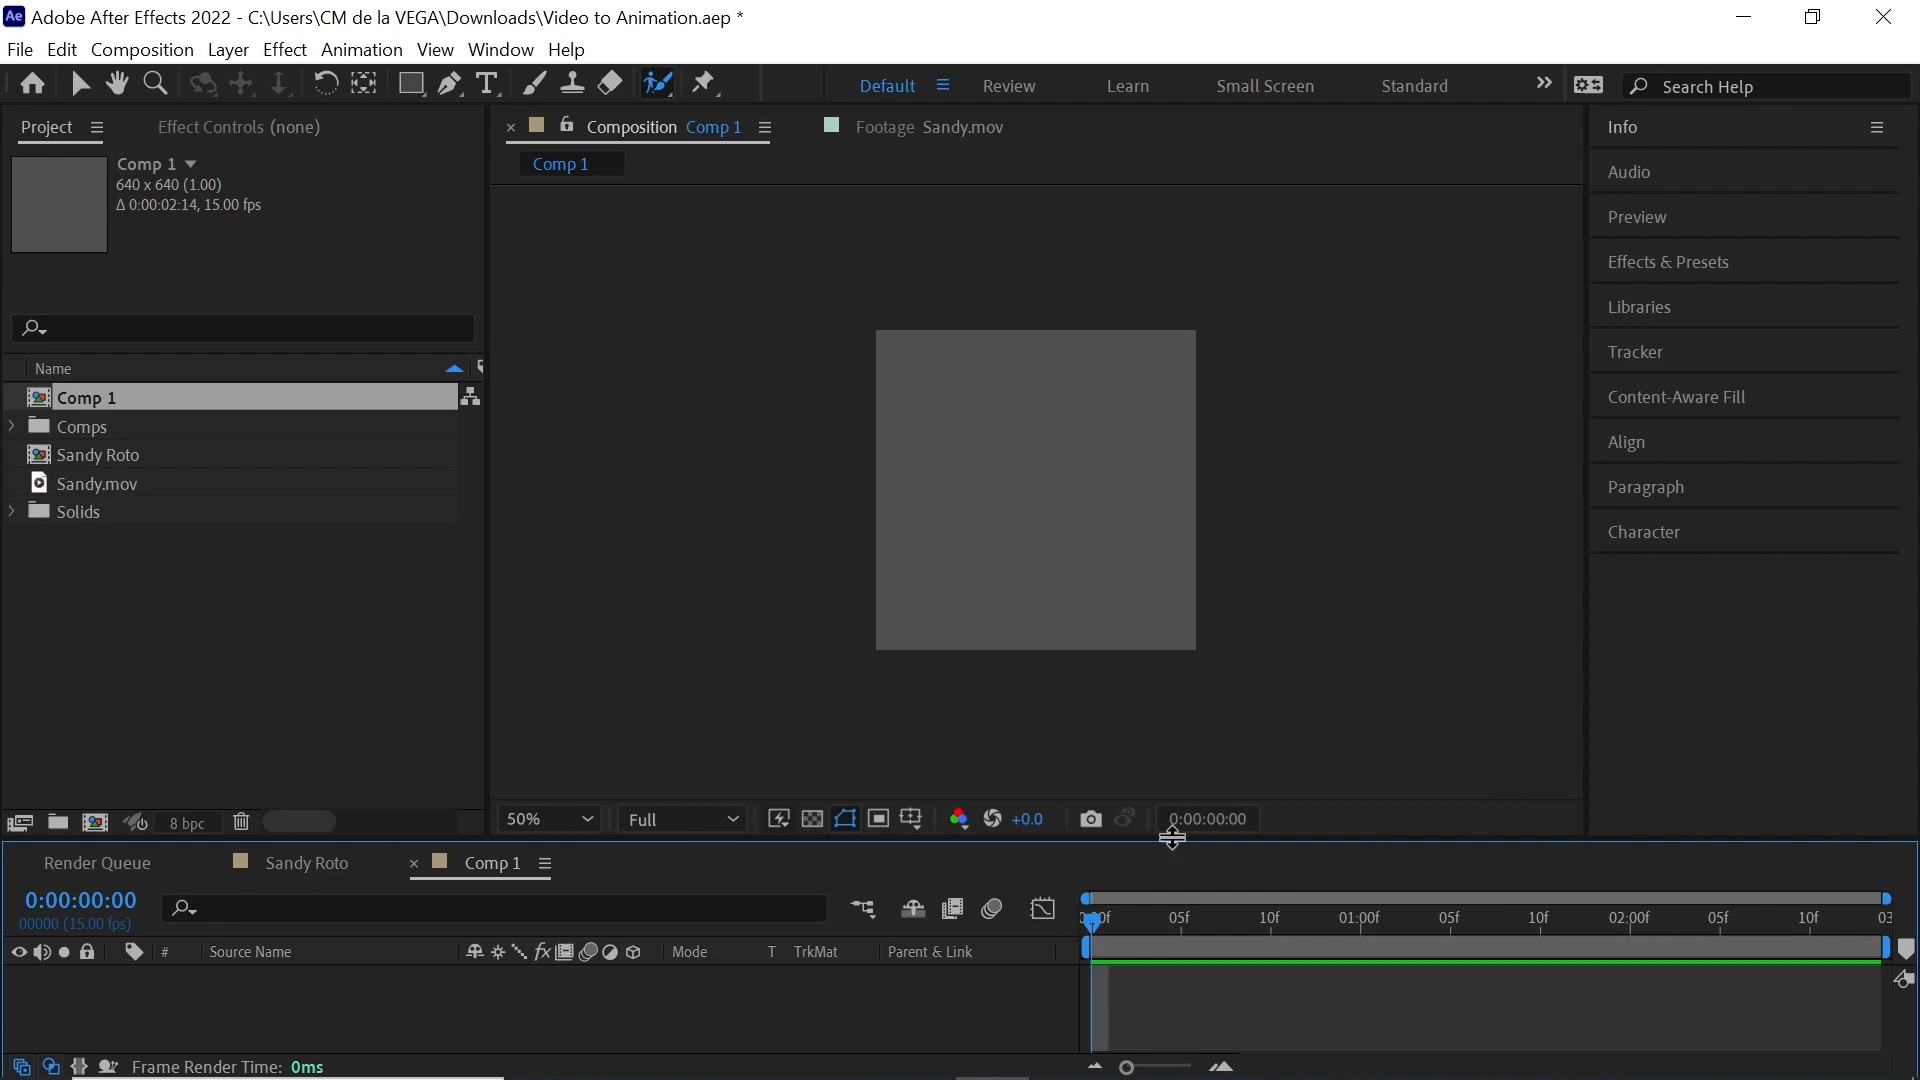 Ae Adobe After Effects 2022 - C:\Users\CM de la VEGA\Downloads\Video to Animation.aep *
File Edit Composition Layer Effect Animation View Window Help
Default Review Learn Small Screen Standard Search Help
Project Effect Controls (none)
Composition Comp 1 Footage Sandy.mov
Info
Comp 1
640 x 640 (1.00)
Δ 0:00:02:14, 15.00 fps
Comp 1
Audio
Preview
Effects & Presets
Libraries
Tracker
Content-Aware Fill
Align
Paragraph
Character
Name
Comp 1
Comps
Sandy Roto
Sandy.mov
Solids
8 bpc
50% Full +0.0 0:00:00:00
Render Queue Sandy Roto Comp 1
0:00:00:00
00000 (15.00 fps)
05f 10f 01:00f 05f 10f 02:00f 05f 10f 03
# Source Name Mode T TrkMat Parent & Link
Frame Render Time: 0ms